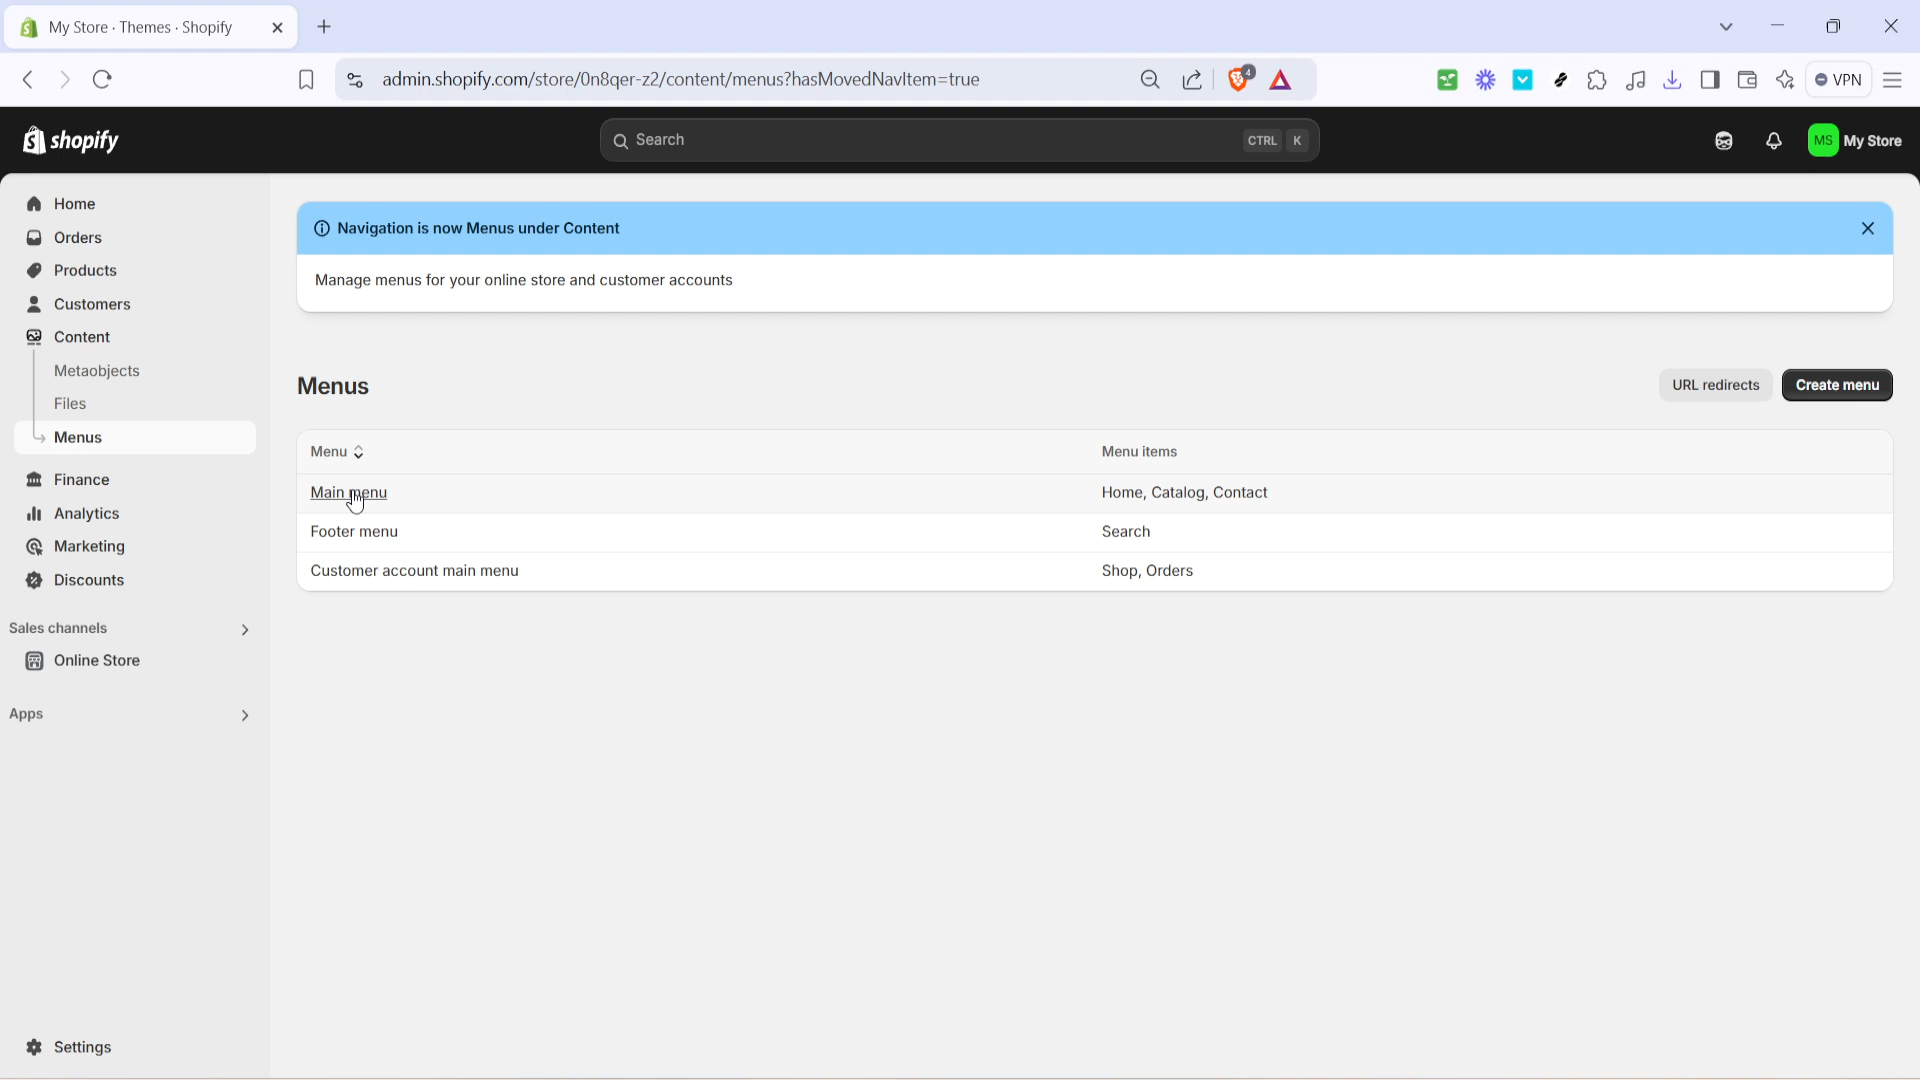 My Store · Themes · Shopify
admin.shopify.com/store/0n8qer-z2/content/menus?hasMovedNavItem=true
4
VPN
shopify
Search
CTRL K
MS My Store
Home
Orders
Products
Customers
Content
Metaobjects
Files
Menus
Finance
Analytics
Marketing
Discounts
Sales channels
Online Store
Apps
Settings
Navigation is now Menus under Content
Manage menus for your online store and customer accounts
Menus
URL redirects
Create menu
Menu Menu items
Main menu Home, Catalog, Contact
Footer menu Search
Customer account main menu Shop, Orders